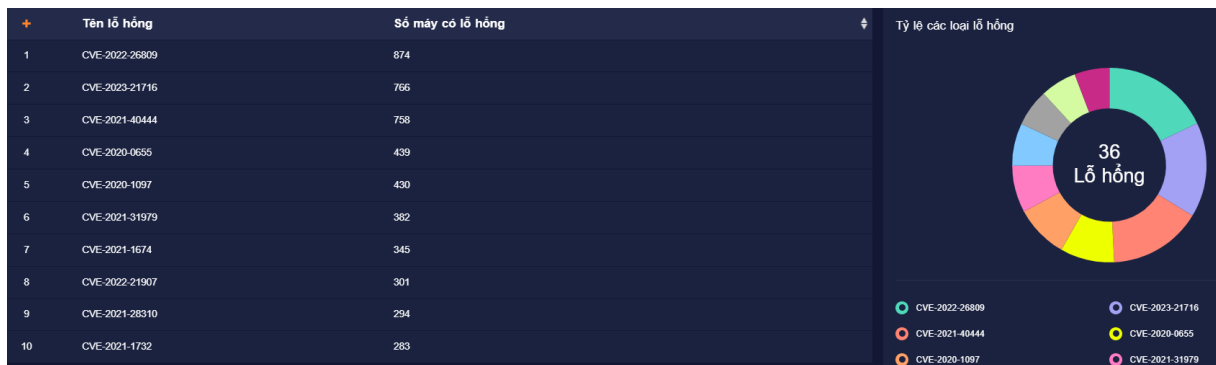 + Tên lỗ hổng Số máy có lỗ hổng
1 CVE-2022-26809 874
2 CVE-2023-21716 766
3 CVE-2021-40444 758
4 CVE-2020-0655 439
5 CVE-2020-1097 430
6 CVE-2021-31979 382
7 CVE-2021-1674 345
8 CVE-2022-21907 301
9 CVE-2021-28310 294
10 CVE-2021-1732 283
Tỷ lệ các loại lỗ hổng
36
Lỗ hổng
CVE-2022-26809 CVE-2023-21716
CVE-2021-40444 CVE-2020-0655
CVE-2020-1097 CVE-2021-31979